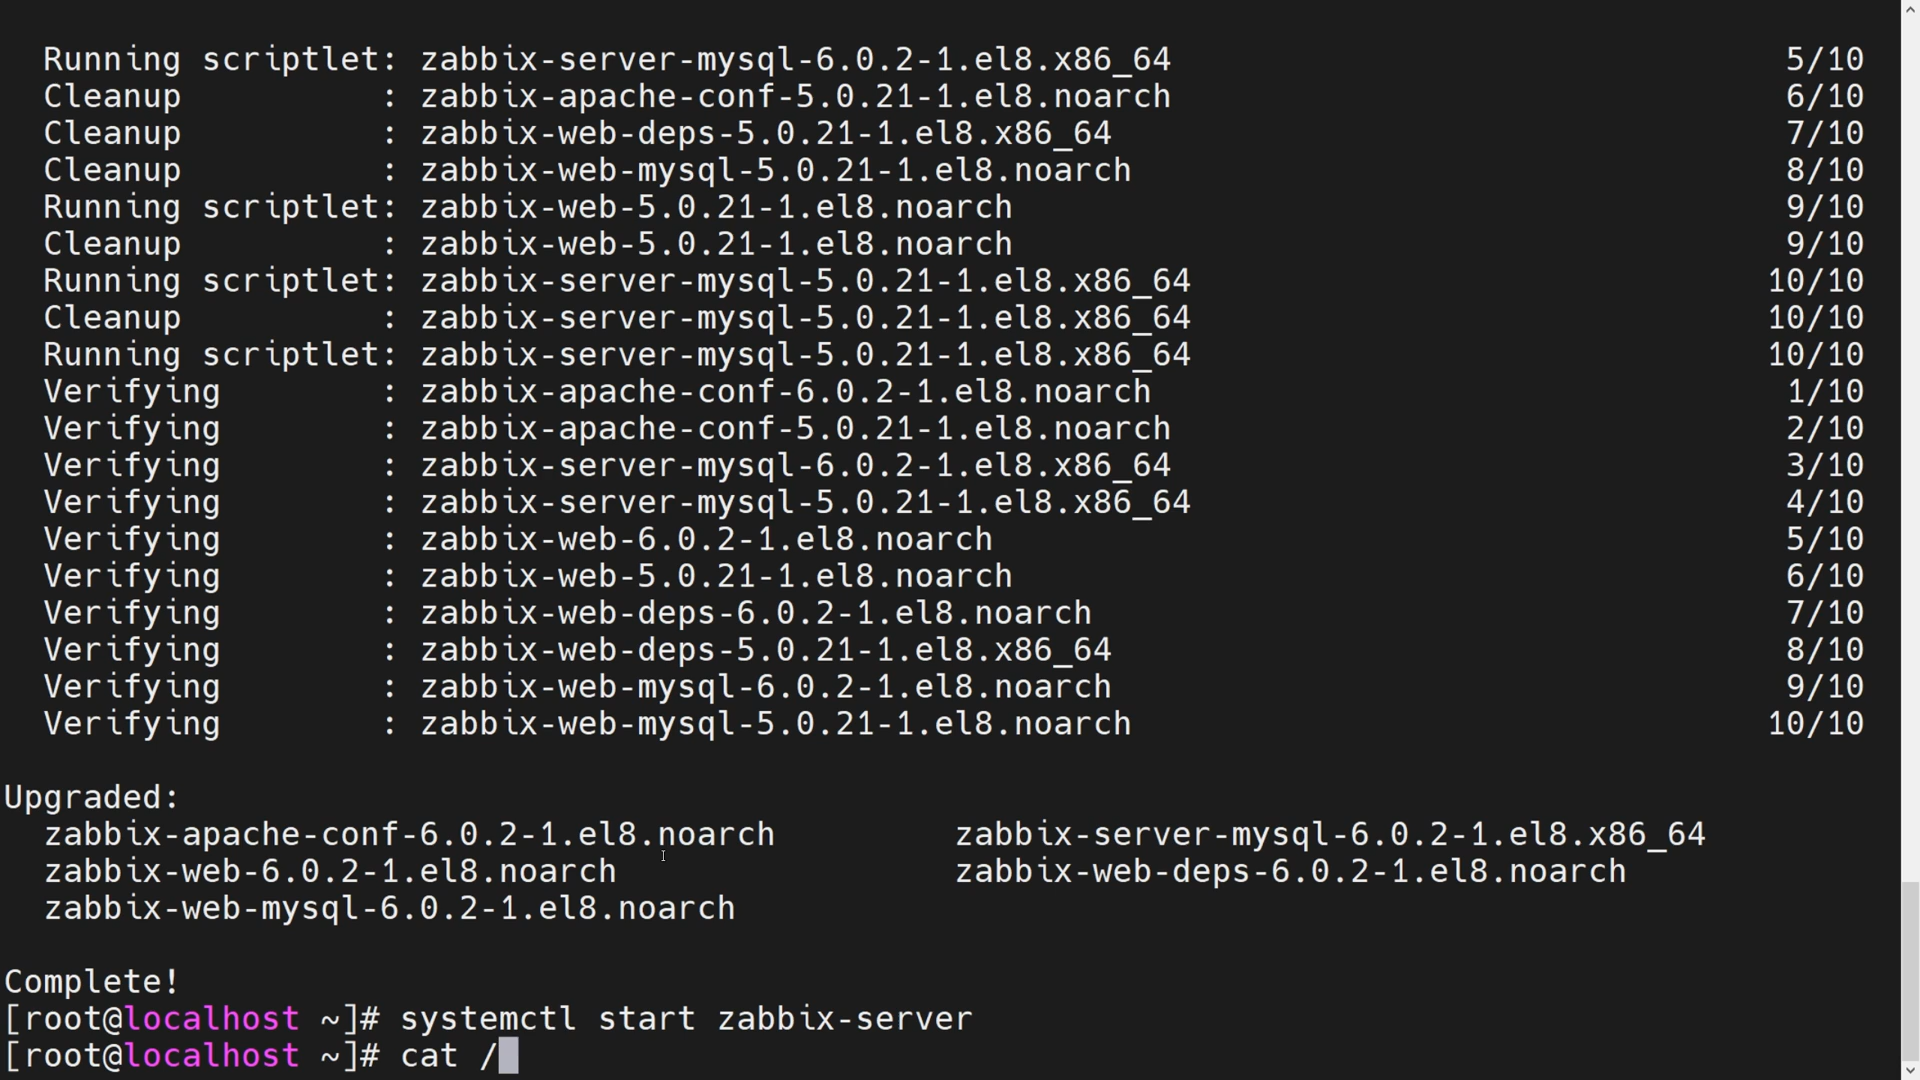 Running scriptlet: zabbix-server-mysql-6.0.2-1.el8.x86_64 5/10
Cleanup : zabbix-apache-conf-5.0.21-1.el8.noarch 6/10
Cleanup : zabbix-web-deps-5.0.21-1.el8.x86_64 7/10
Cleanup : zabbix-web-mysql-5.0.21-1.el8.noarch 8/10
Running scriptlet: zabbix-web-5.0.21-1.el8.noarch 9/10
Cleanup : zabbix-web-5.0.21-1.el8.noarch 9/10
Running scriptlet: zabbix-server-mysql-5.0.21-1.el8.x86_64 10/10
Cleanup : zabbix-server-mysql-5.0.21-1.el8.x86_64 10/10
Running scriptlet: zabbix-server-mysql-5.0.21-1.el8.x86_64 10/10
Verifying : zabbix-apache-conf-6.0.2-1.el8.noarch 1/10
Verifying : zabbix-apache-conf-5.0.21-1.el8.noarch 2/10
Verifying : zabbix-server-mysql-6.0.2-1.el8.x86_64 3/10
Verifying : zabbix-server-mysql-5.0.21-1.el8.x86_64 4/10
Verifying : zabbix-web-6.0.2-1.el8.noarch 5/10
Verifying : zabbix-web-5.0.21-1.el8.noarch 6/10
Verifying : zabbix-web-deps-6.0.2-1.el8.noarch 7/10
Verifying : zabbix-web-deps-5.0.21-1.el8.x86_64 8/10
Verifying : zabbix-web-mysql-6.0.2-1.el8.noarch 9/10
Verifying : zabbix-web-mysql-5.0.21-1.el8.noarch 10/10
Upgraded:
zabbix-apache-conf-6.0.2-1.el8.noarch zabbix-server-mysql-6.0.2-1.el8.x86_64
zabbix-web-6.0.2-1.el8.noarch zabbix-web-deps-6.0.2-1.el8.noarch
zabbix-web-mysql-6.0.2-1.el8.noarch
Complete!
[root@localhost ~]# systemctl start zabbix-server
[root@localhost ~]# cat /